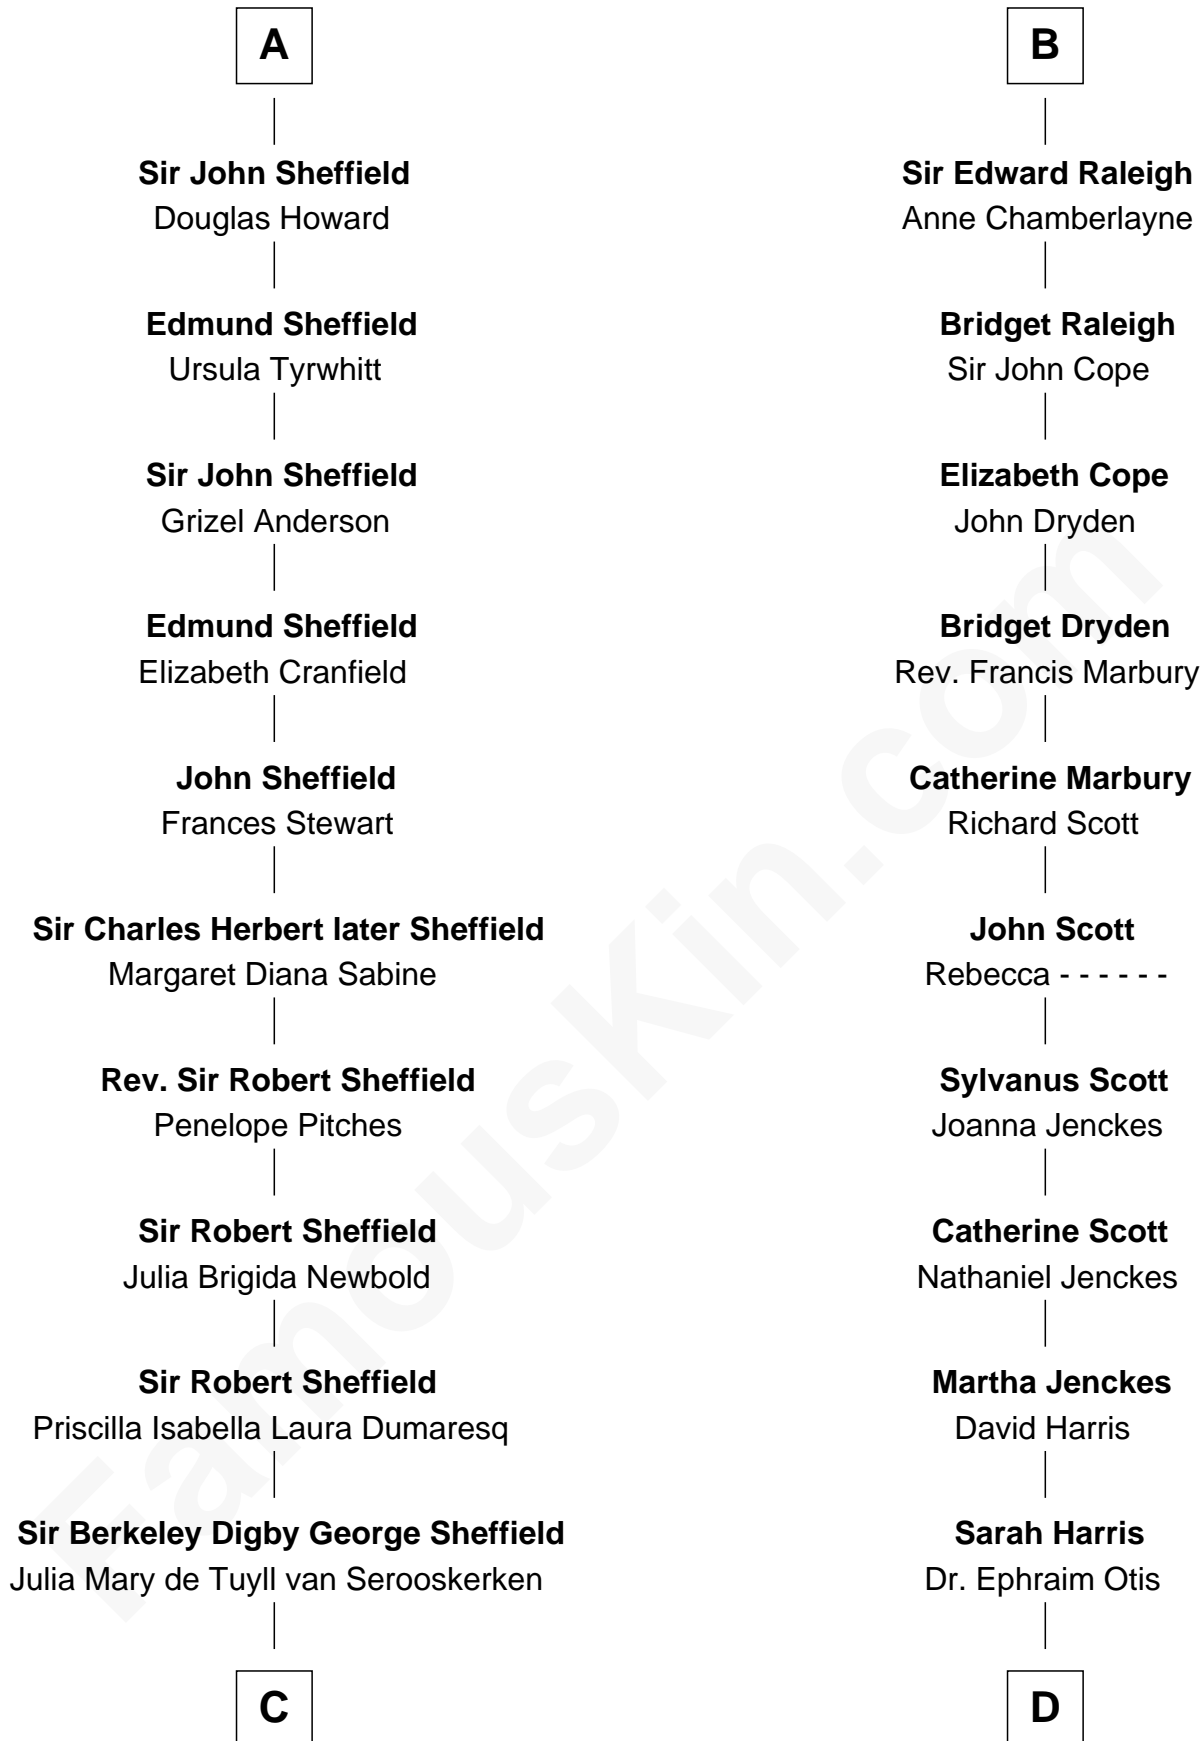 A
Sir John Sheffield
Douglas Howard
Edmund Sheffield
Ursula Tyrwhitt
Sir John Sheffield
Grizel Anderson
Edmund Sheffield
Elizabeth Cranfield
John Sheffield
Frances Stewart
Sir Charles Herbert later Sheffield
Margaret Diana Sabine
Rev. Sir Robert Sheffield
Penelope Pitches
Sir Robert Sheffield
Julia Brigida Newbold
Sir Robert Sheffield
Priscilla Isabella Laura Dumaresq
Sir Berkeley Digby George Sheffield
Julia Mary de Tuyll van Serooskerken
C
B
Sir Edward Raleigh
Anne Chamberlayne
Bridget Raleigh
Sir John Cope
Elizabeth Cope
John Dryden
Bridget Dryden
Rev. Francis Marbury
Catherine Marbury
Richard Scott
John Scott
Rebecca - - - - - -
Sylvanus Scott
Joanna Jenckes
Catherine Scott
Nathaniel Jenckes
Martha Jenckes
David Harris
Sarah Harris
Dr. Ephraim Otis
D
FamousKin.com